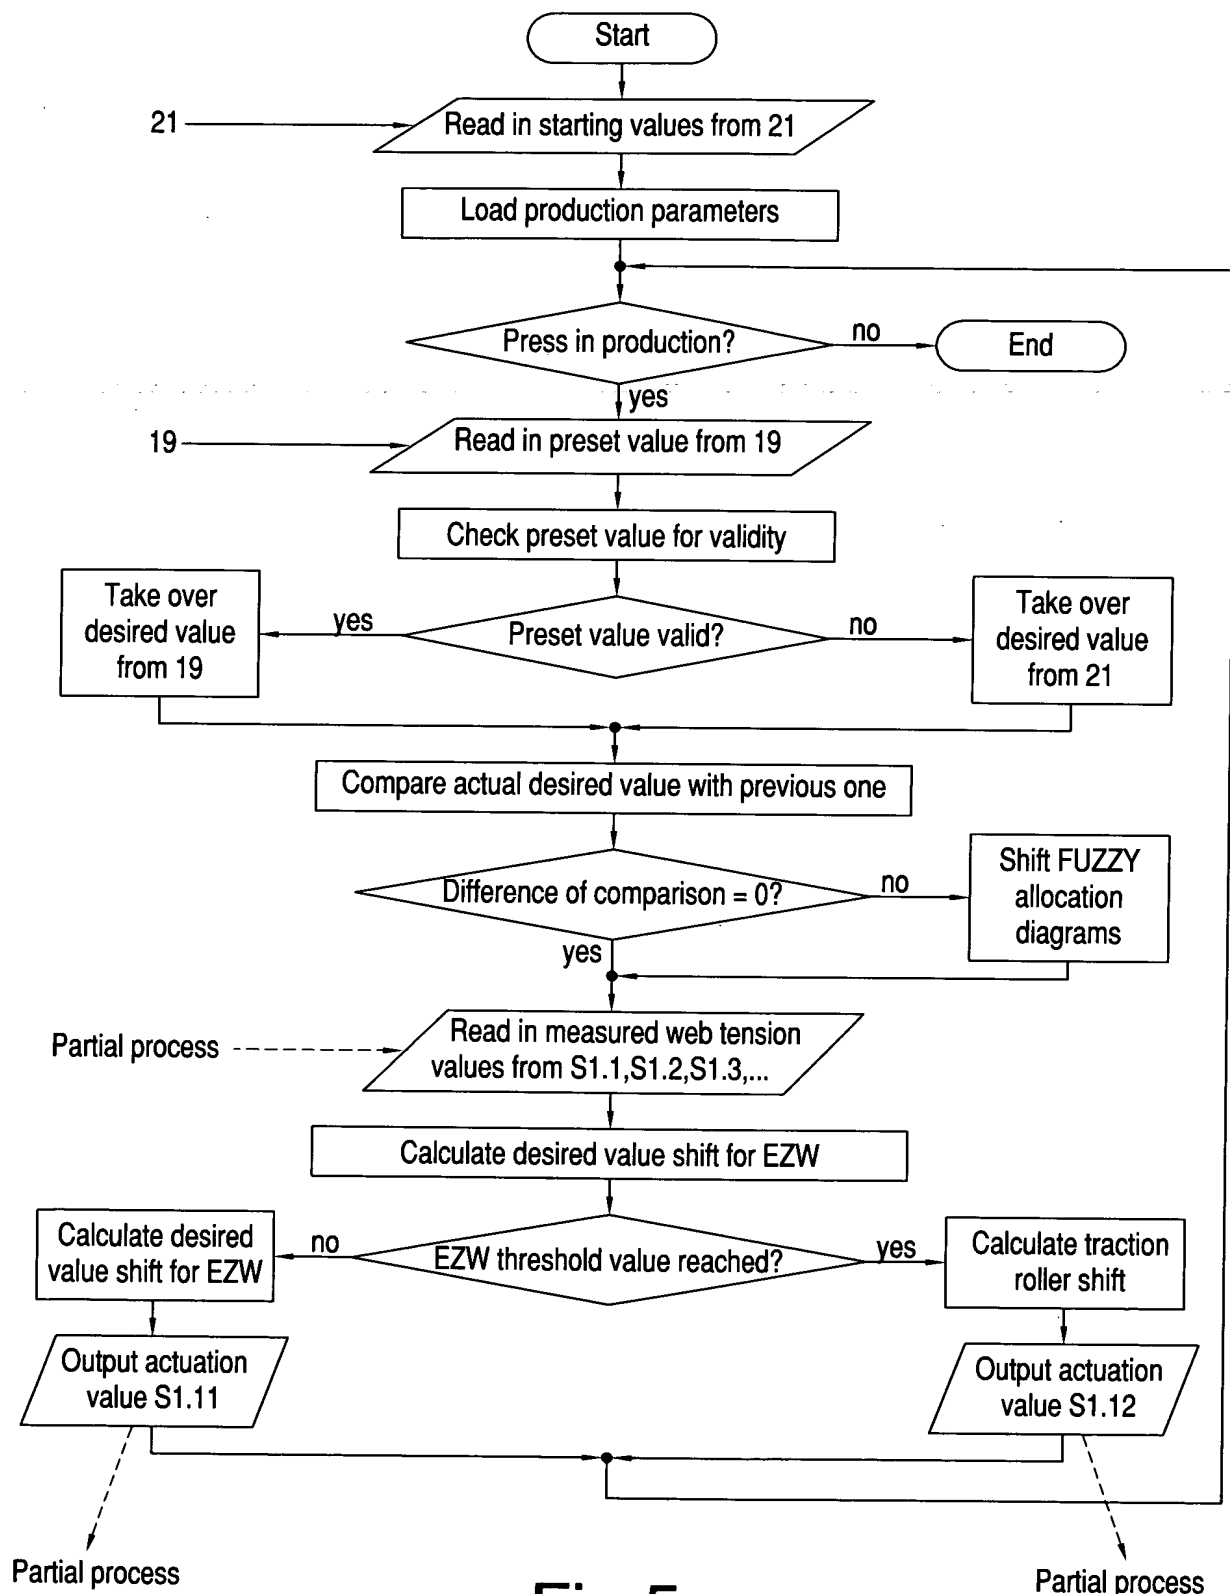 Start
21
Read in starting values from 21
Load production parameters
Press in production?
no
End
yes
19
Read in preset value from 19
Check preset value for validity
Take over
desired value
from 19
yes
Preset value valid?
no
Take over
desired value
from 21
Compare actual desired value with previous one
Difference of comparison = 0?
no
Shift FUZZY
allocation
diagrams
yes
Partial process
Read in measured web tension
values from S1.1,S1.2,S1.3,...
Calculate desired value shift for EZW
Calculate desired
value shift for EZW
no
EZW threshold value reached?
yes
Calculate traction
roller shift
Output actuation
value S1.11
Output actuation
value S1.12
Partial process
Partial process